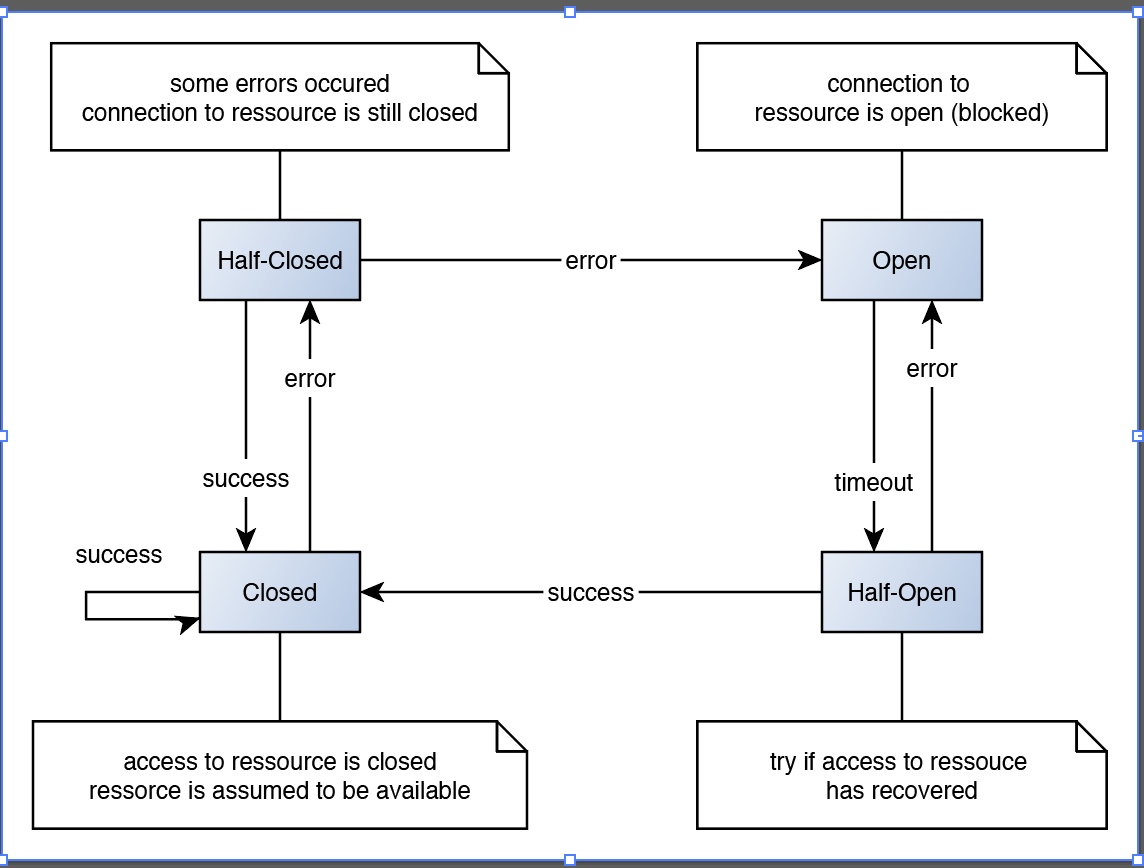 some errors occured
connection to ressource is still closed
connection to
ressource is open (blocked)
Half-Closed
error
Open
error
error
success
timeout
success
Closed
success
Half-Open
access to ressource is closed
ressorce is assumed to be available
try if access to ressouce
has recovered